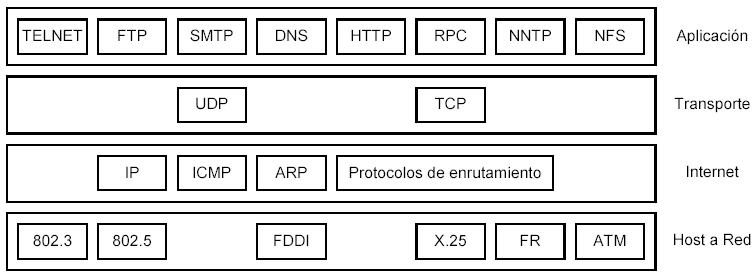 TELNET FTP SMTP DNS HTTP RPC NNTP NFS Aplicación
UDP TCP Transporte
IP ICMP ARP Protocolos de enrutamiento Internet
802.3 802.5 FDDI X.25 FR ATM Host a Red